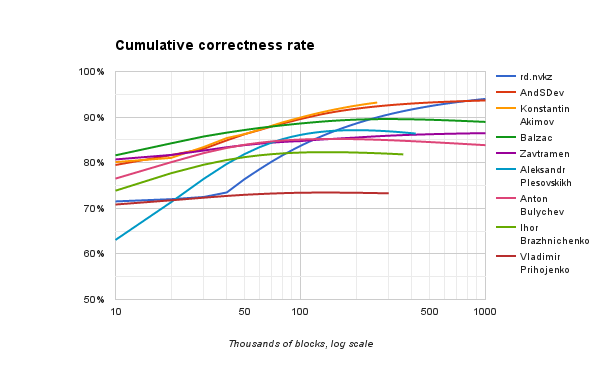 Cumulative correctness rate
100%
90%
80%
70%
60%
50%
10
50
100
500
1000
Thousands of blocks, log scale
rd.nvkz
AndSDev
Konstantin
Akimov
Balzac
Zavtramen
Aleksandr
Plesovskikh
Anton
Bulychev
Ihor
Brazhnichenko
Vladimir
Prihojenko